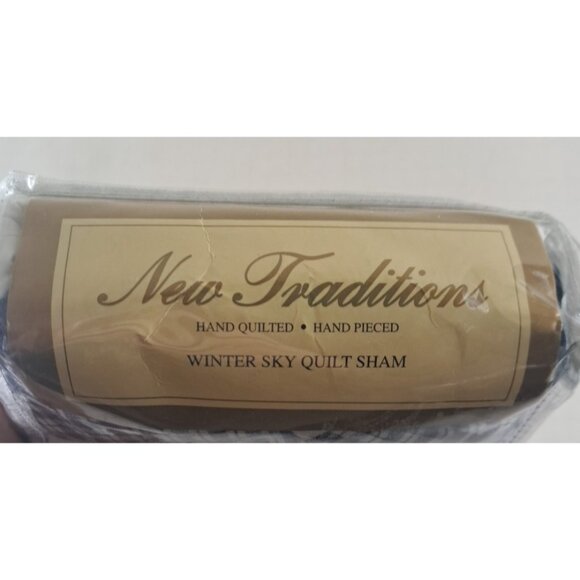 New Traditions
HAND QUILTED • HAND PIECED
WINTER SKY QUILT SHAM